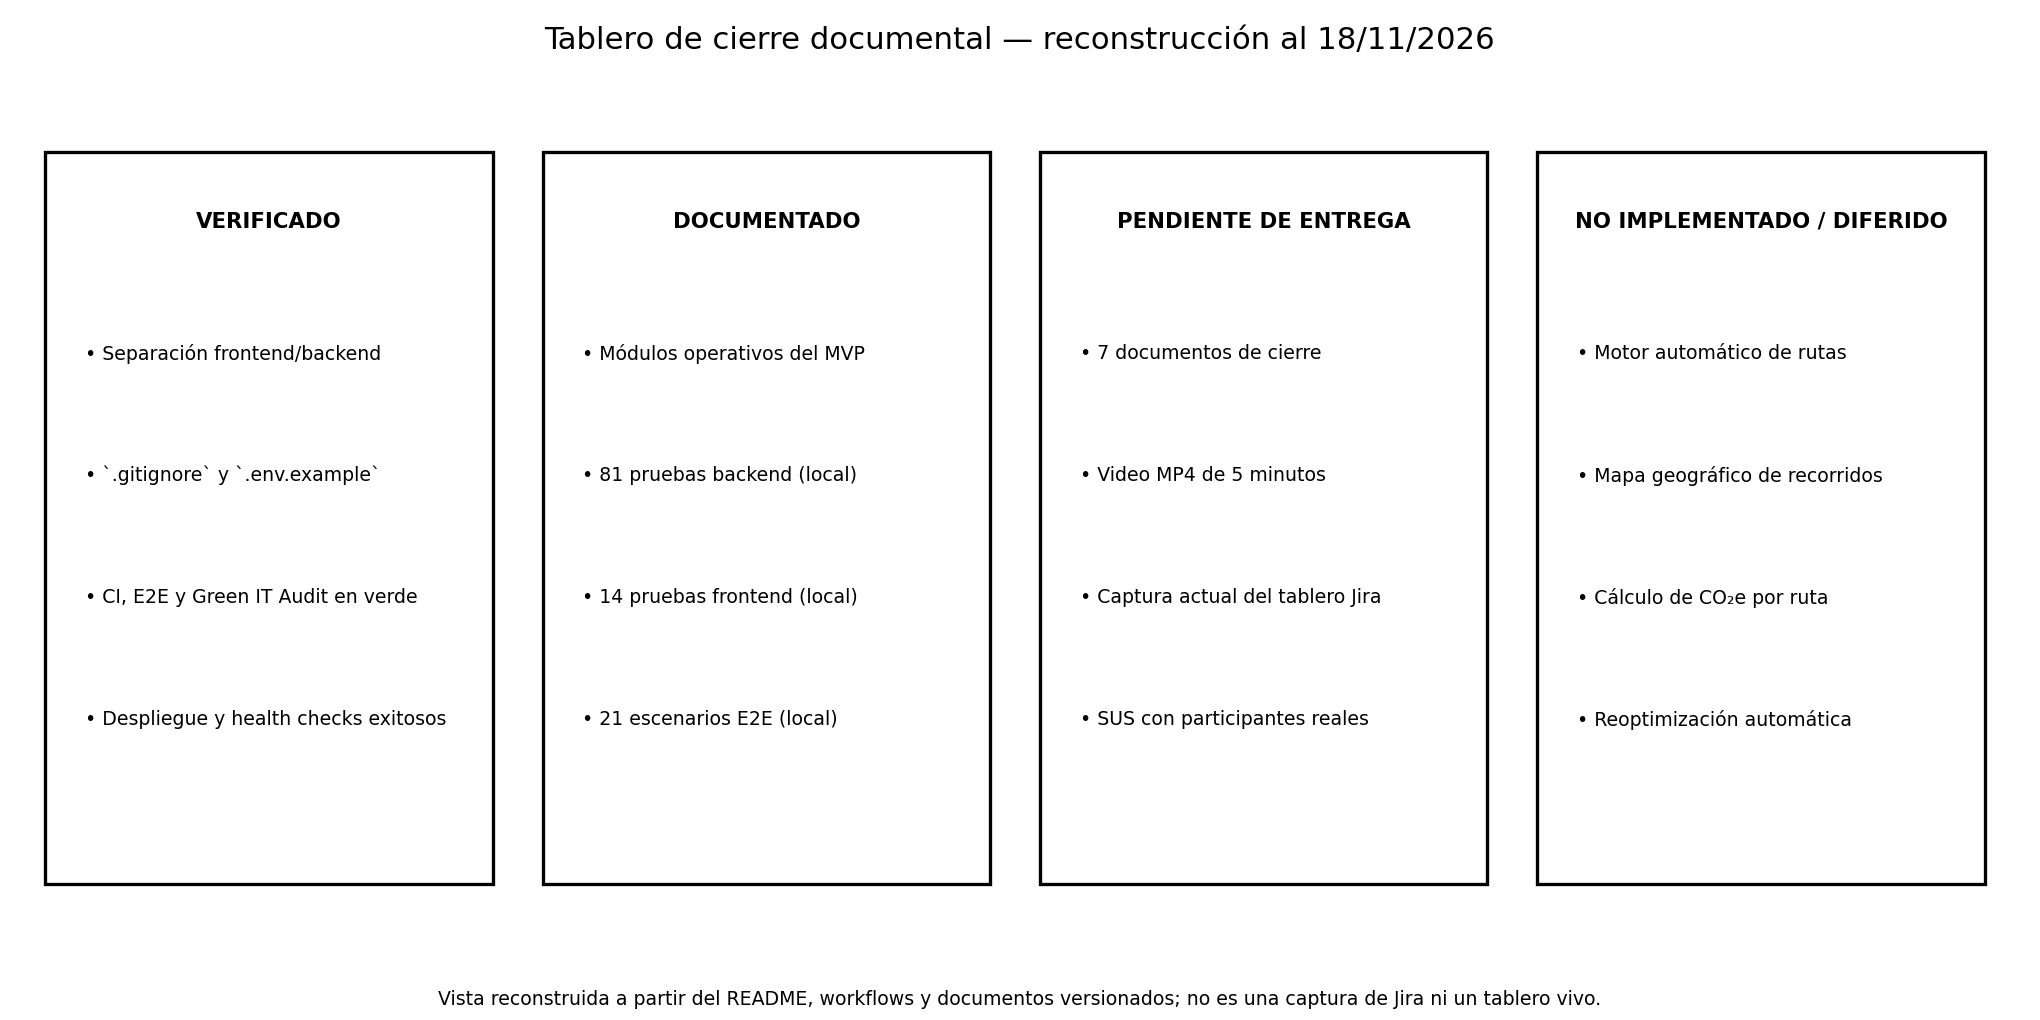 Tablero de cierre documental — reconstrucción al 18/11/2026
VERIFICADO
• Separación frontend/backend
• `.gitignore` y `.env.example`
• CI, E2E y Green IT Audit en verde
• Despliegue y health checks exitosos
DOCUMENTADO
• Módulos operativos del MVP
• 81 pruebas backend (local)
• 14 pruebas frontend (local)
• 21 escenarios E2E (local)
PENDIENTE DE ENTREGA
• 7 documentos de cierre
• Video MP4 de 5 minutos
• Captura actual del tablero Jira
• SUS con participantes reales
NO IMPLEMENTADO / DIFERIDO
• Motor automático de rutas
• Mapa geográfico de recorridos
• Cálculo de CO₂e por ruta
• Reoptimización automática
Vista reconstruida a partir del README, workflows y documentos versionados; no es una captura de Jira ni un tablero vivo.